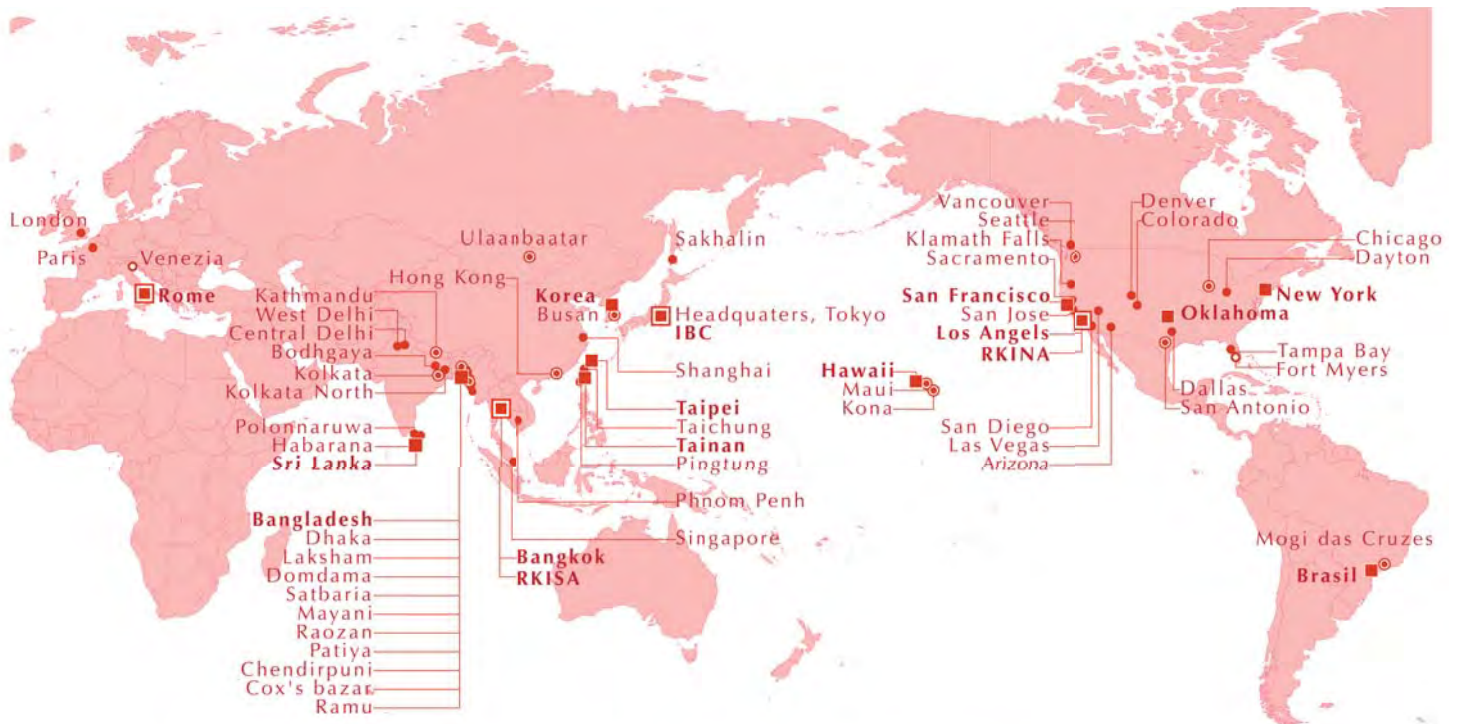 London
Paris
Venezia
Rome
Ulaanbaatar
Sakhalin
Hong Kong
Kathmandu
West Delhi
Central Delhi
Bodhgaya
Kolkata
Kolkata North
Polonnaruwa
Habarana
Sri Lanka
Bangladesh
Dhaka
Laksham
Domdama
Satbaria
Mayani
Raozan
Patiya
Chendirpuni
Cox's bazar
Ramu
Korea
Busan
Headquaters, Tokyo
IBC
Shanghai
Taipei
Taichung
Tainan
Pingtung
Phnom Penh
Singapore
Bangkok
RKISA
Vancouver
Seattle
Klamath Falls
Sacramento
San Francisco
San Jose
Los Angels
RKINA
Hawaii
Maui
Kona
San Diego
Las Vegas
Arizona
Denver
Colorado
Chicago
Dayton
New York
Oklahoma
Tampa Bay
Fort Myers
Dallas
San Antonio
Mogi das Cruzes
Brasil